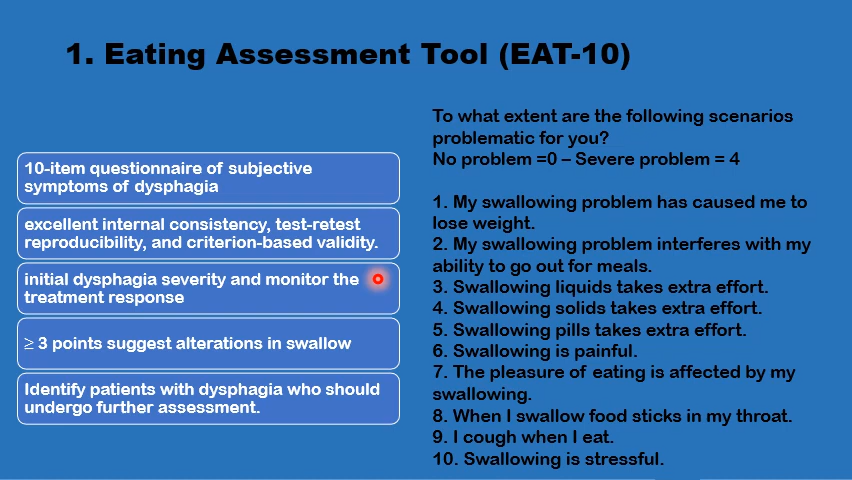 1. Eating Assessment Tool (EAT-10)
10-item questionnaire of subjective
symptoms of dysphagia
excellent internal consistency, test-retest
reproducibility, and criterion-based validity.
initial dysphagia severity and monitor the
treatment response
≥ 3 points suggest alterations in swallow
Identify patients with dysphagia who should
undergo further assessment.
To what extent are the following scenarios
problematic for you?
No problem =0 – Severe problem = 4
1. My swallowing problem has caused me to
lose weight.
2. My swallowing problem interferes with my
ability to go out for meals.
3. Swallowing liquids takes extra effort.
4. Swallowing solids takes extra effort.
5. Swallowing pills takes extra effort.
6. Swallowing is painful.
7. The pleasure of eating is affected by my
swallowing.
8. When I swallow food sticks in my throat.
9. I cough when I eat.
10. Swallowing is stressful.